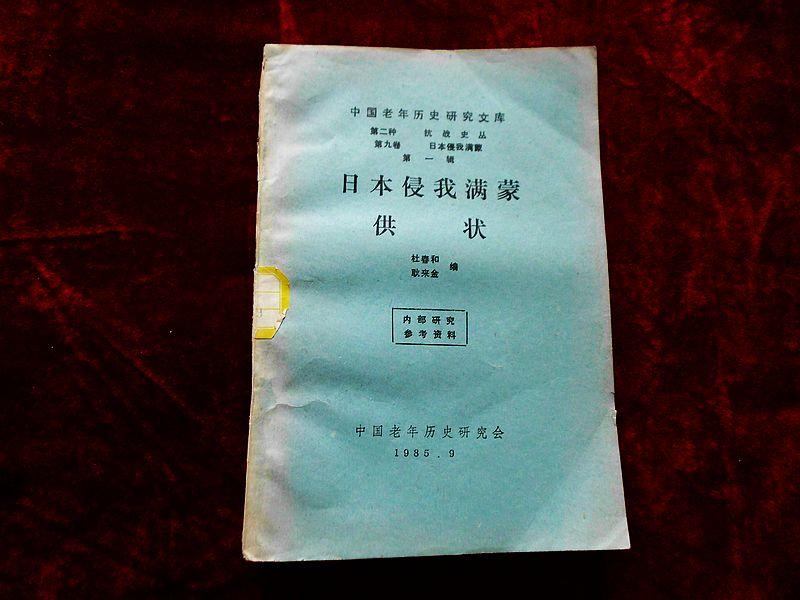 中国老年历史研究文库
第二种 抗战史丛
第九卷 日本侵我满蒙
第一辑
日本侵我满蒙
供状
杜春和
耿来金 编
内部研究
参考资料
中国老年历史研究会
1985.9